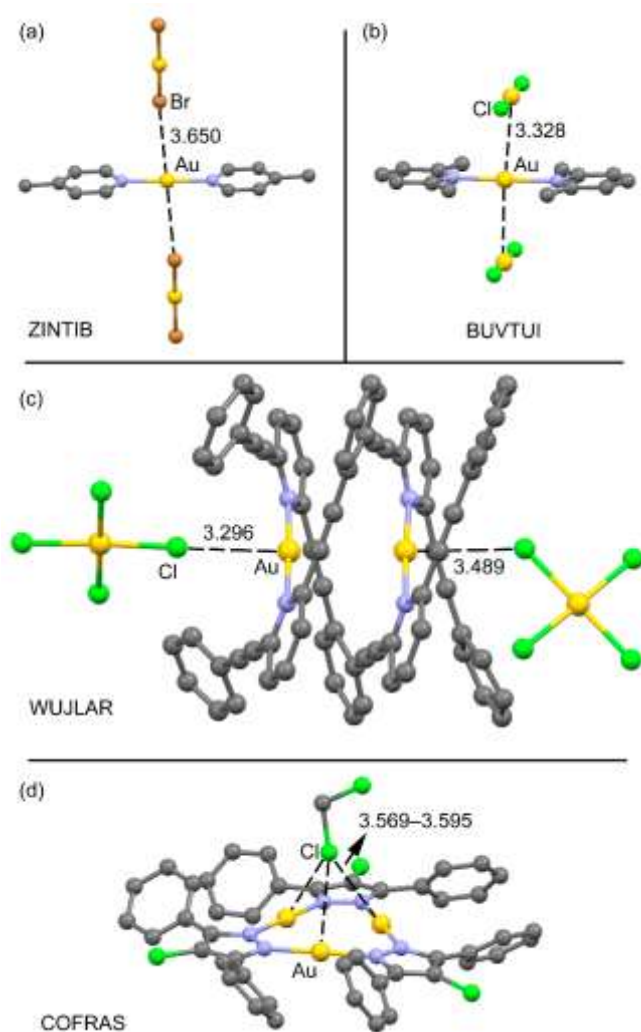 (a)
Br
3.650
Au
ZINTIB
(b)
Cl
3.328
Au
BUVTUI
(c)
3.296
Cl
Au
3.489
WUJLAR
(d)
3.569–3.595
Cl
Au
COFRAS